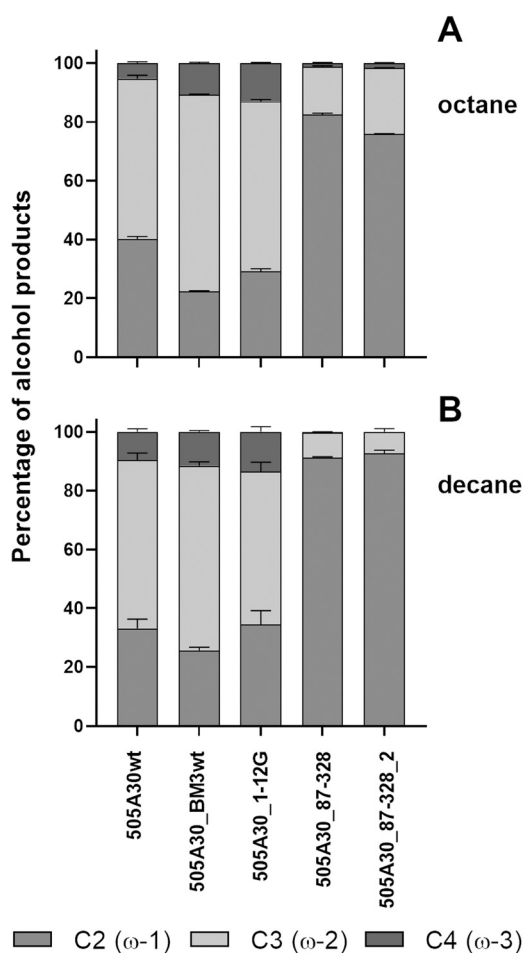 A
octane
Percentage of alcohol products
100
80
60
40
20
0
B
decane
100
80
60
40
20
0
505A30wt
505A30_BM3wt
505A30_1-12G
505A30_87-328
505A30_87-328_2
C2 (ω-1) C3 (ω-2) C4 (ω-3)